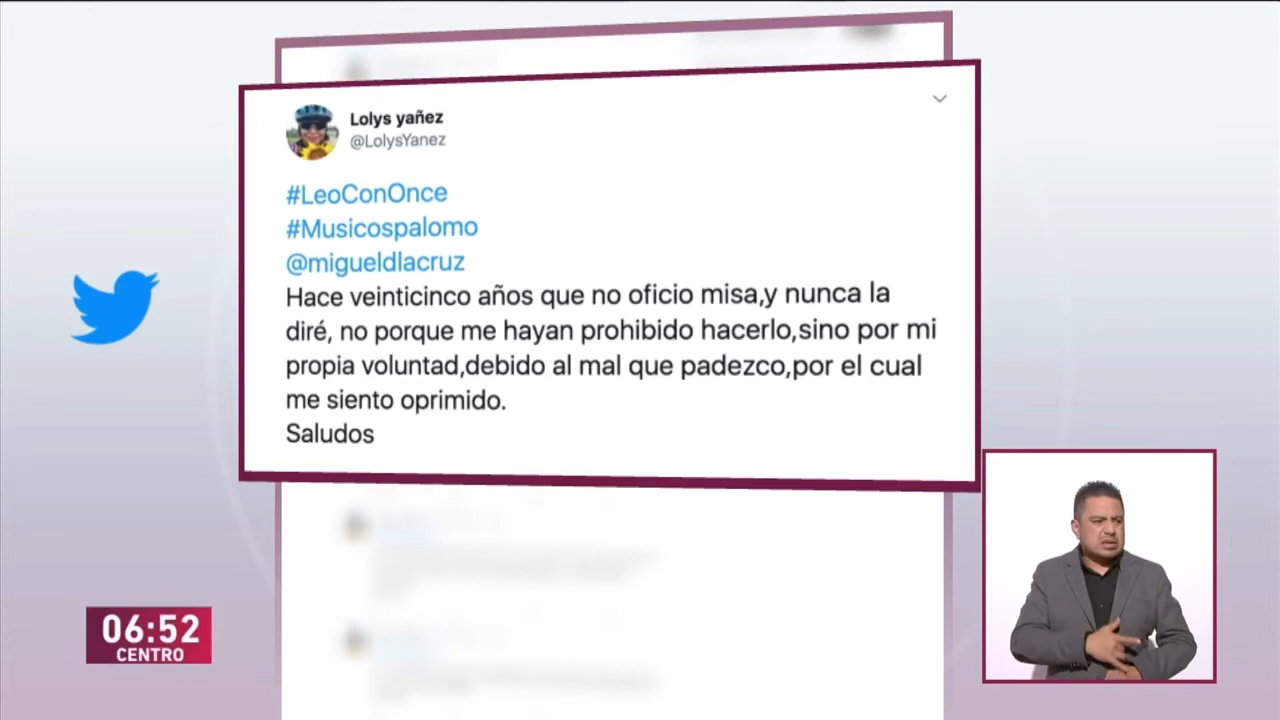 Lolys yañez
@LolysYanez
#LeoConOnce
#Musicospalomo
@migueldlacruz
Hace veinticinco años que no oficio misa,y nunca la
diré, no porque me hayan prohibido hacerlo,sino por mi
propia voluntad,debido al mal que padezco,por el cual
me siento oprimido.
Saludos
06:52
CENTRO